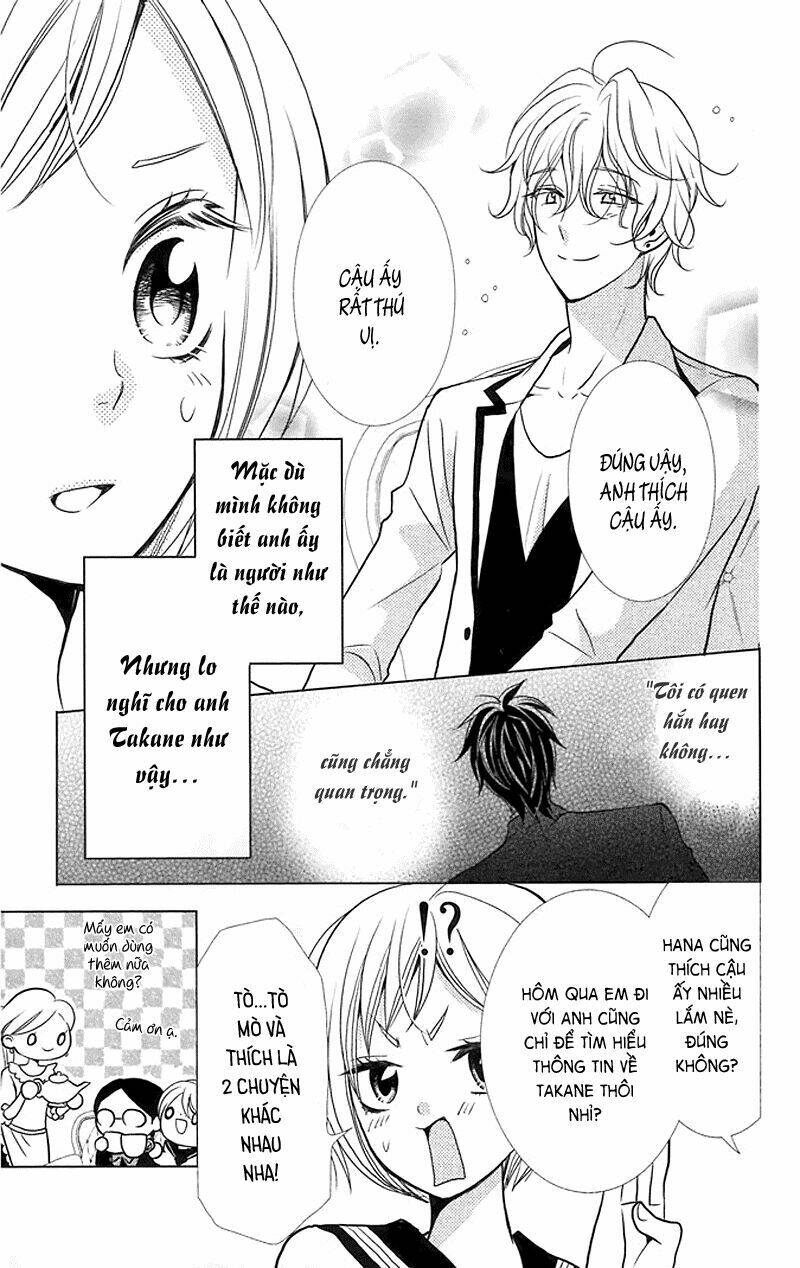 CẬU ẤY
RẤT THÚ
VỊ.
ĐÚNG VẬY,
ANH THÍCH
CẬU ẤY.
Mặc dù
mình không
biết anh ấy
là người như
thế nào,
Nhưng lo
nghĩ cho anh
Takane như
vậy...
"Tôi có quen
hắn hay
không...
cũng chẳng
quan trọng."
HANA CŨNG
THÍCH CẬU
ẤY NHIỀU
LẮM NÈ,
ĐÚNG
KHÔNG?
HÔM QUA EM ĐI
VỚI ANH CŨNG
CHỈ ĐỂ TÌM HIỂU
THÔNG TIN VỀ
TAKANE THÔI
NHỈ?
!?
TÒ...TÒ
MÒ VÀ
THÍCH LÀ
2 CHUYỆN
KHÁC
NHAU
NHA!
Mấy em có
muốn dùng
thêm nữa
không?
Cảm ơn ạ.